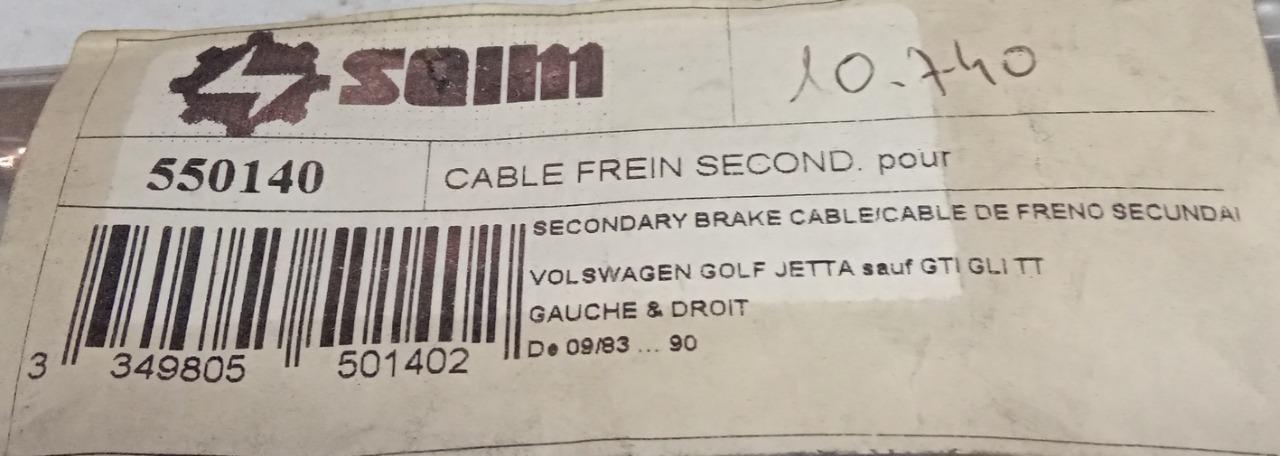 saim
10.740
550140
CABLE FREIN SECOND. pour
SECONDARY BRAKE CABLE/CABLE DE FRENO SECUNDAI
VOLSWAGEN GOLF JETTA sauf GTI GLI TT
GAUCHE & DROIT
De 09/83 ... 90
3 349805 501402